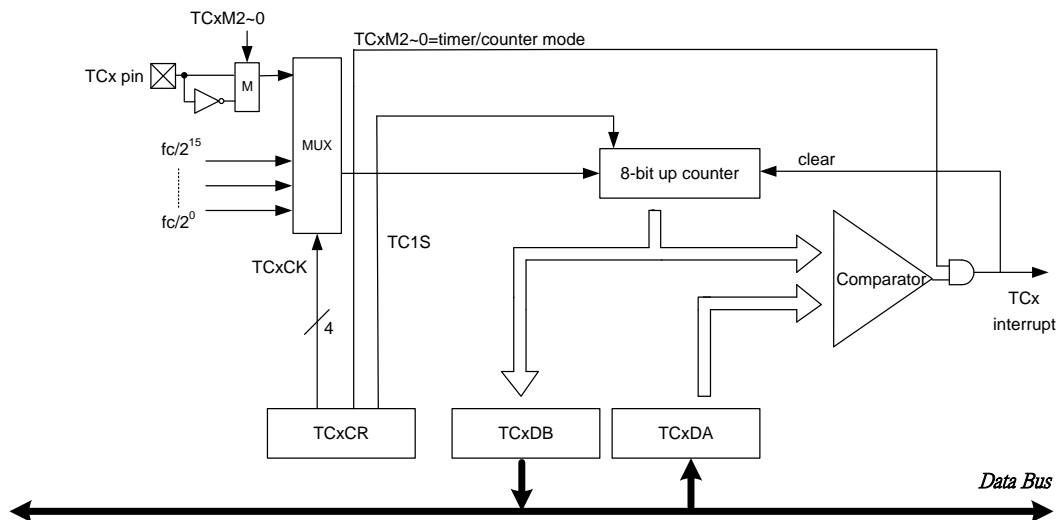 TCxM2~0
TCxM2~0=timer/counter mode
TCx pin
M
MUX
fc/2^15
fc/2^0
8-bit up counter
clear
TCxCK
TC1S
4
Comparator
TCx
interrupt
TCxCR
TCxDB
TCxDA
Data Bus